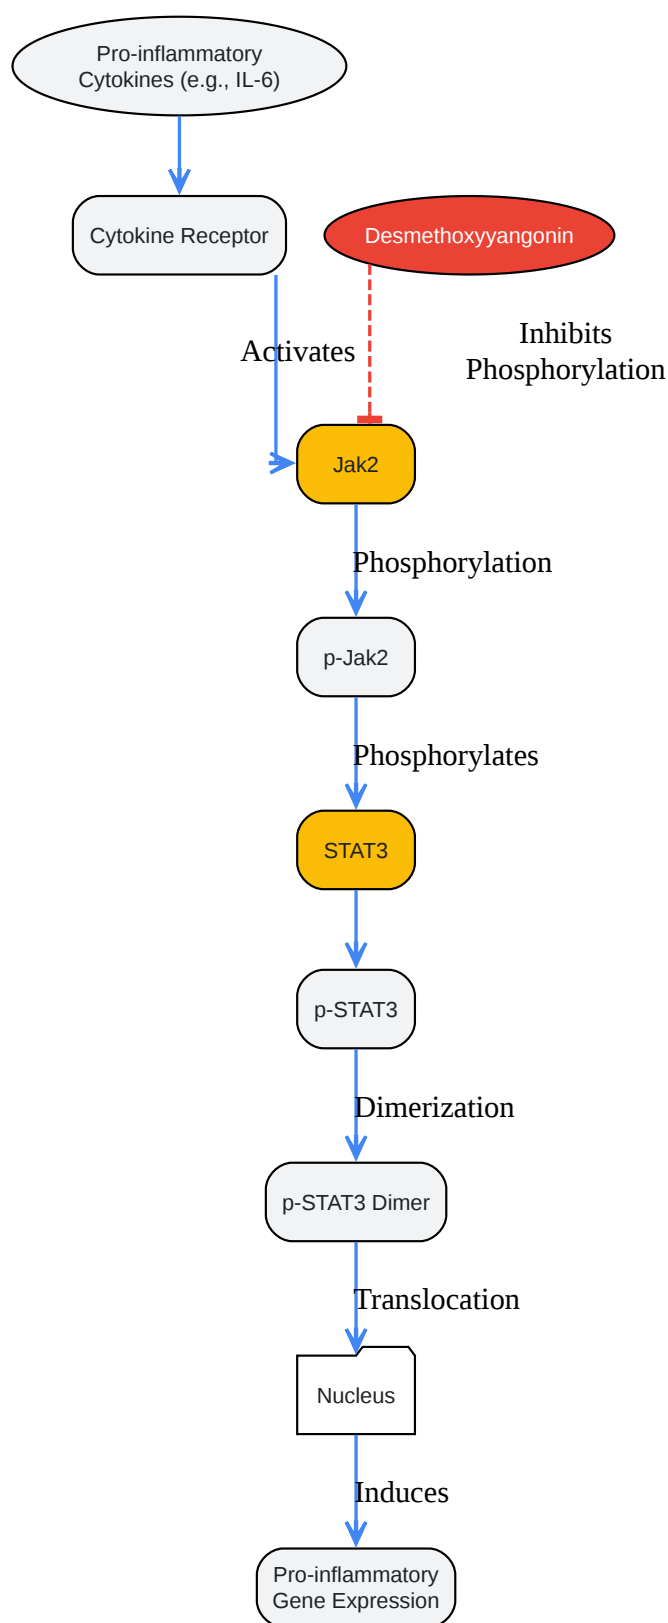 Pro-inflammatory
Cytokines (e.g., IL-6)
Cytokine Receptor
Desmethoxyyangonin
Activates
Inhibits
Phosphorylation
Jak2
Phosphorylation
p-Jak2
Phosphorylates
STAT3
p-STAT3
Dimerization
p-STAT3 Dimer
Translocation
Nucleus
Induces
Pro-inflammatory
Gene Expression